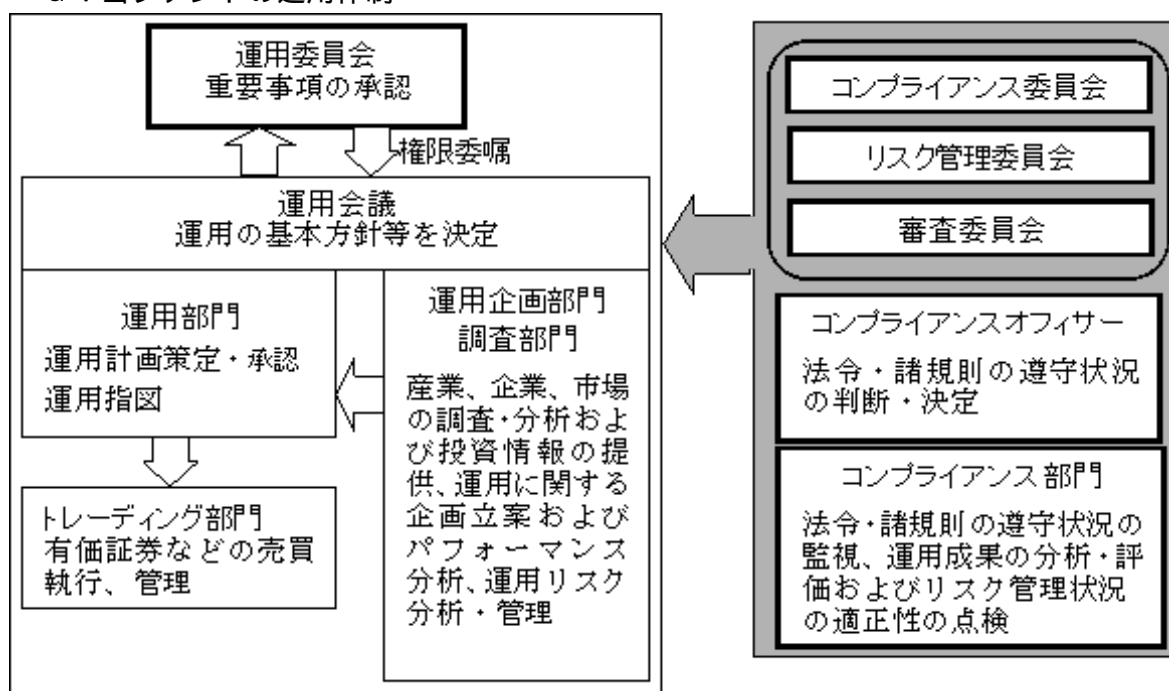 運用委員会
重要事項の承認
権限委嘱
運用会議
運用の基本方針等を決定
運用部門
運用計画策定・承認
運用指図
運用企画部門
調査部門
産業、企業、市場
の調査・分析およ
び投資情報の提
供、運用に関する
企画立案および
パフォーマンス
分析、運用リスク
分析・管理
トレーディング部門
有価証券などの売買
執行、管理
コンプライアンス委員会
リスク管理委員会
審査委員会
コンプライアンスオフィサー
法令・諸規則の遵守状況
の判断・決定
コンプライアンス部門
法令・諸規則の遵守状況の
監視、運用成果の分析・評
価およびリスク管理状況
の適正性の点検